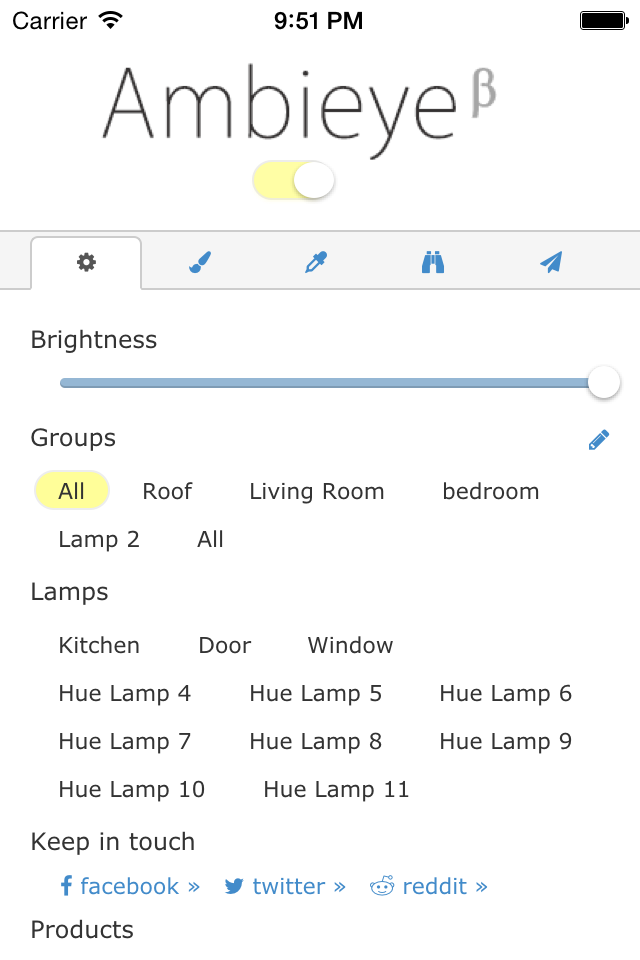 Carrier 9:51 PM
Ambieye β
Brightness
Groups
All Roof Living Room bedroom
Lamp 2 All
Lamps
Kitchen Door Window
Hue Lamp 4 Hue Lamp 5 Hue Lamp 6
Hue Lamp 7 Hue Lamp 8 Hue Lamp 9
Hue Lamp 10 Hue Lamp 11
Keep in touch
facebook » twitter » reddit »
Products